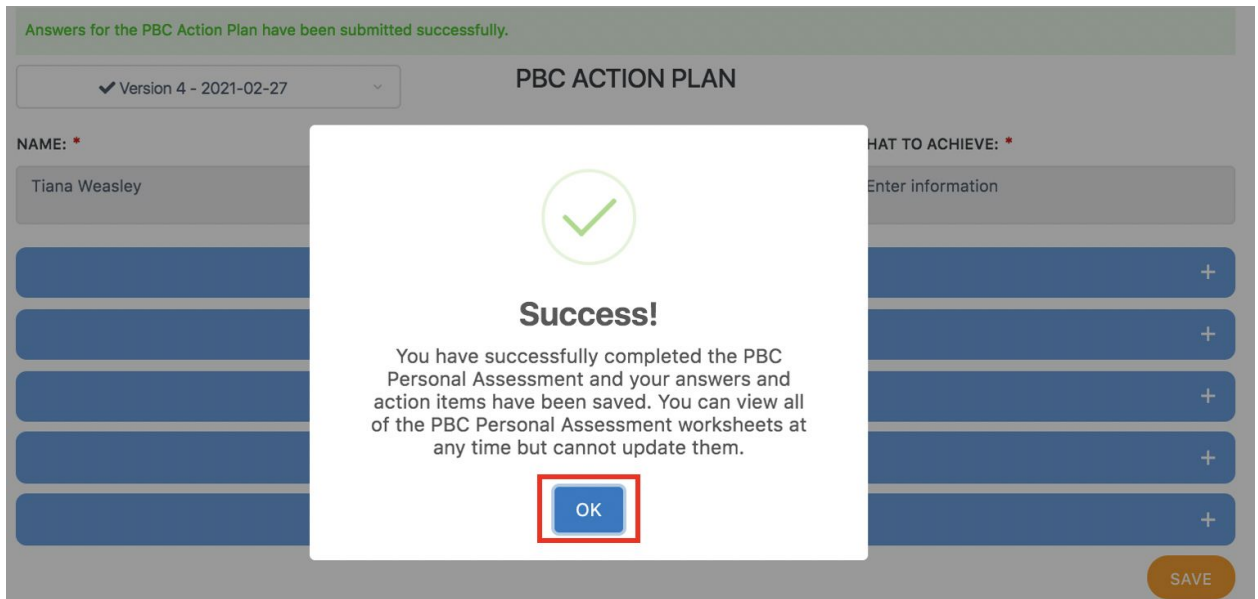 Answers for the PBC Action Plan have been submitted successfully.
Version 4 - 2021-02-27
PBC ACTION PLAN
NAME: *
HAT TO ACHIEVE: *
Tiana Weasley
Enter information
Success!
You have successfully completed the PBC
Personal Assessment and your answers and
action items have been saved. You can view all
of the PBC Personal Assessment worksheets at
any time but cannot update them.
OK
SAVE